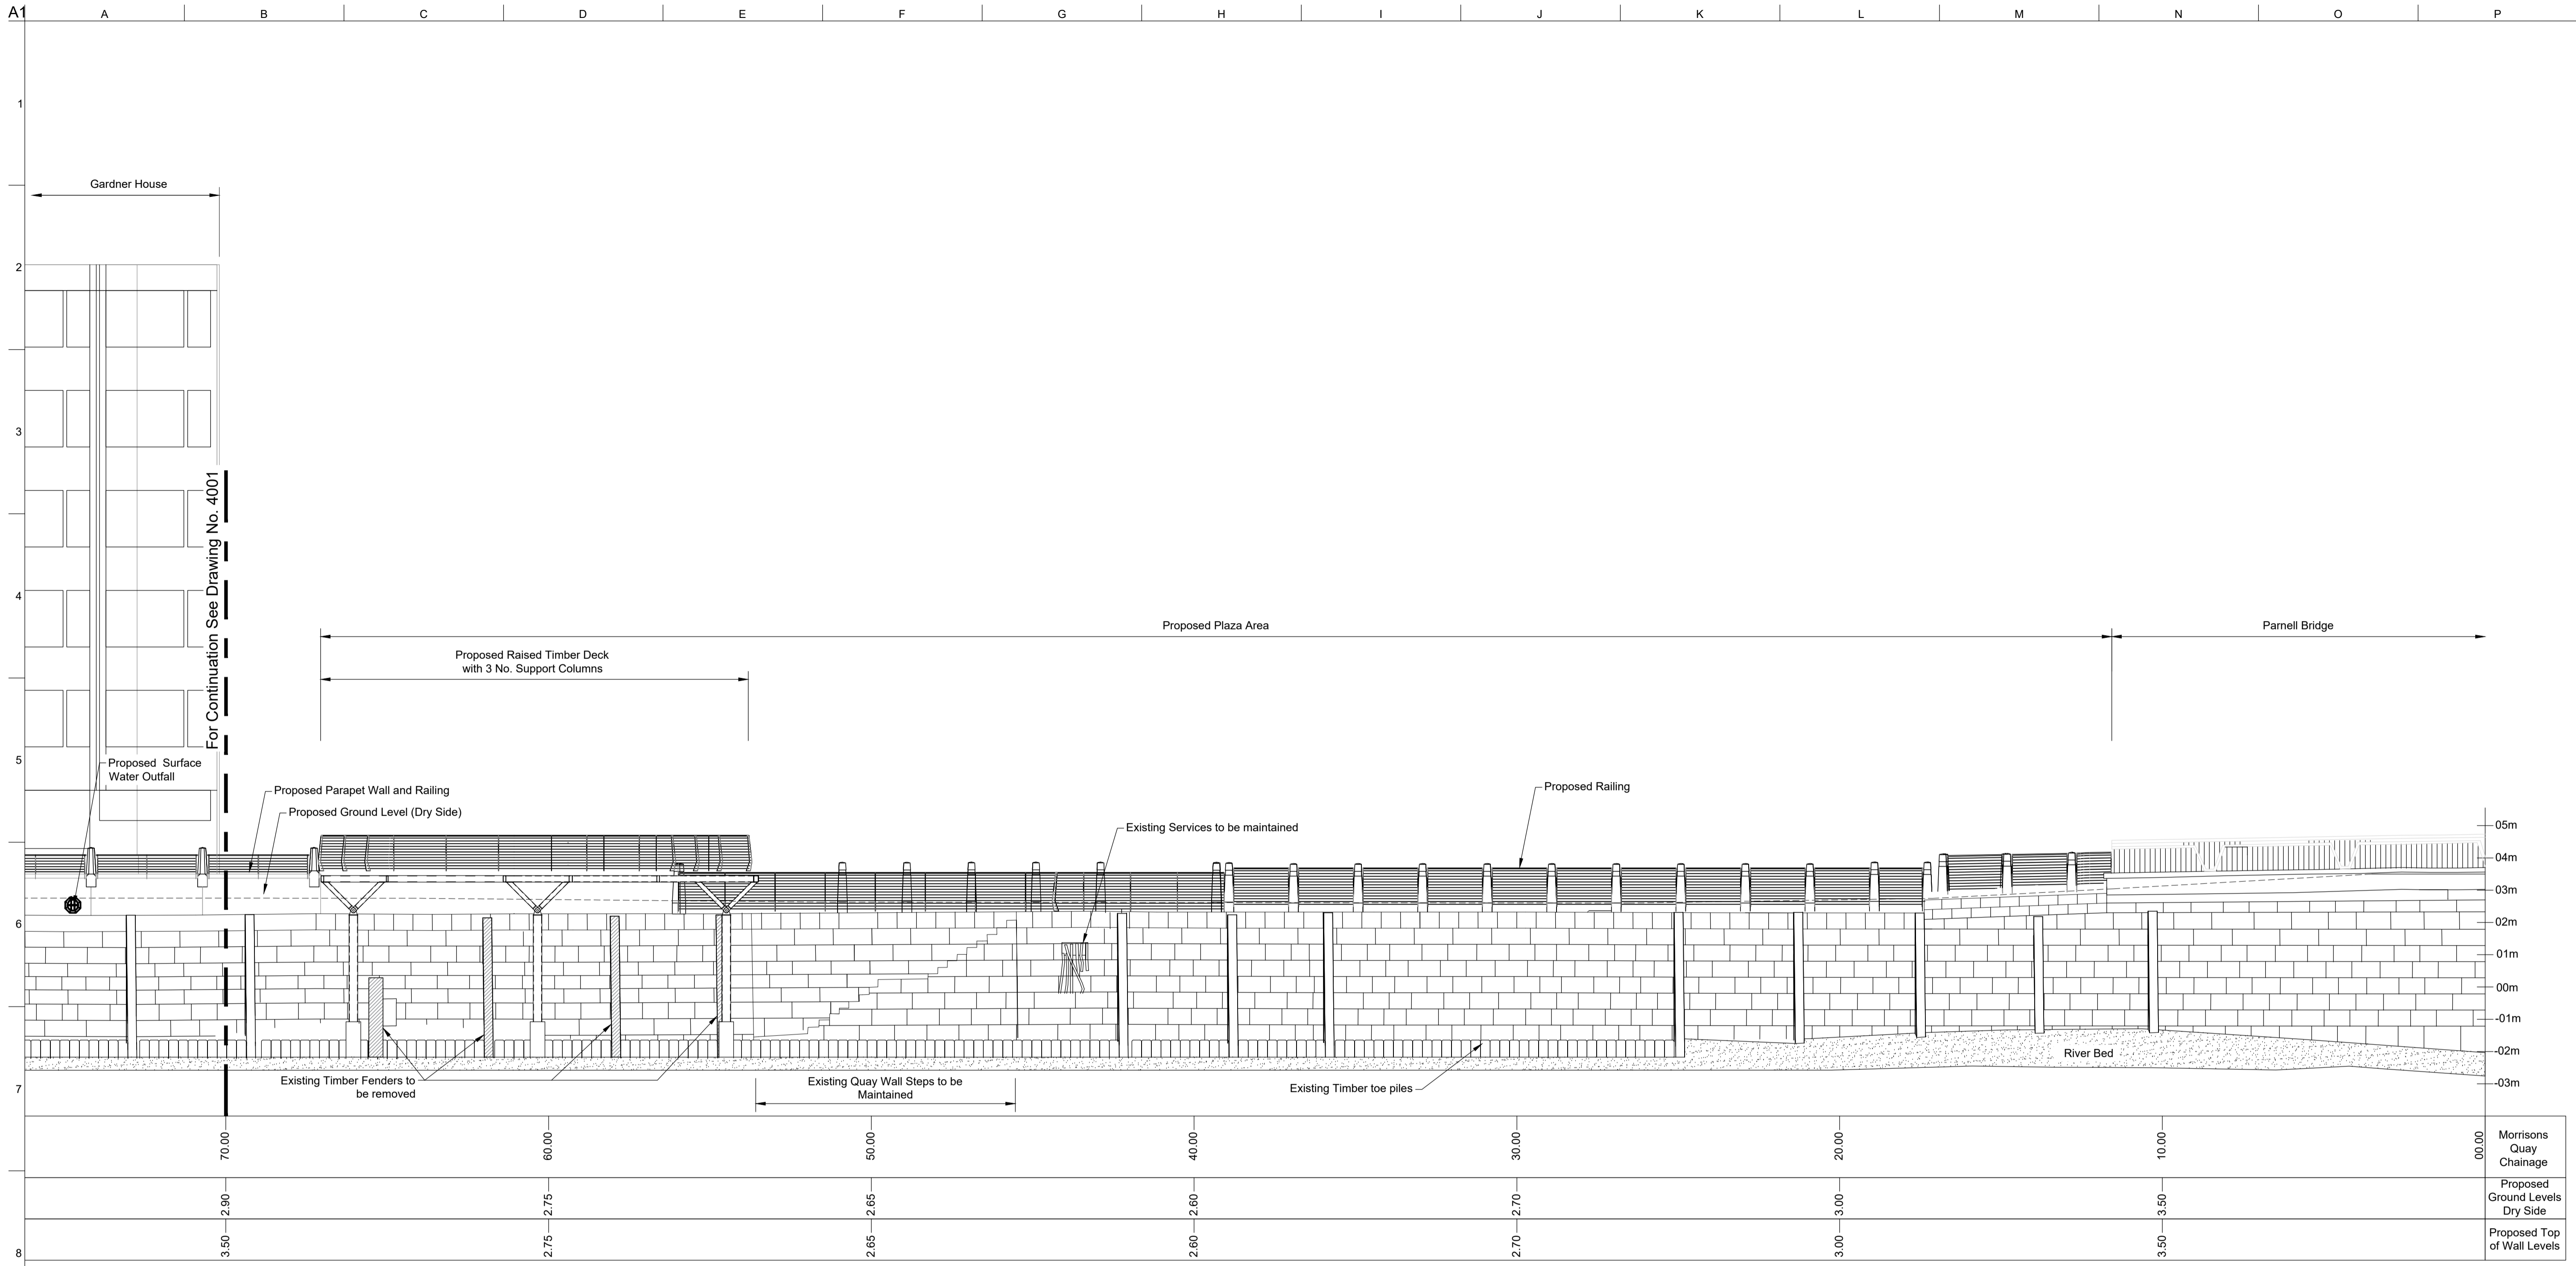 A1
A B C D E F G H I J K L M N O P
1
Gardner House
2
3
For Continuation See Drawing No. 4001
4
Proposed Plaza Area
Parnell Bridge
Proposed Raised Timber Deck
with 3 No. Support Columns
5
Proposed Surface
Water Outfall
Proposed Parapet Wall and Railing
Proposed Ground Level (Dry Side)
Proposed Railing
Existing Services to be maintained
05m
04m
03m
6
02m
01m
00m
-01m
-02m
-03m
River Bed
7
Existing Timber Fenders to
be removed
Existing Quay Wall Steps to be
Maintained
Existing Timber toe piles
70.00 60.00 50.00 40.00 30.00 20.00 10.00 00.00
Morrisons
Quay
Chainage
2.90 2.75 2.65 2.60 2.70 3.00 3.50
Proposed
Ground Levels
Dry Side
8
3.50 2.75 2.65 2.60 2.70 3.00 3.50
Proposed Top
of Wall Levels